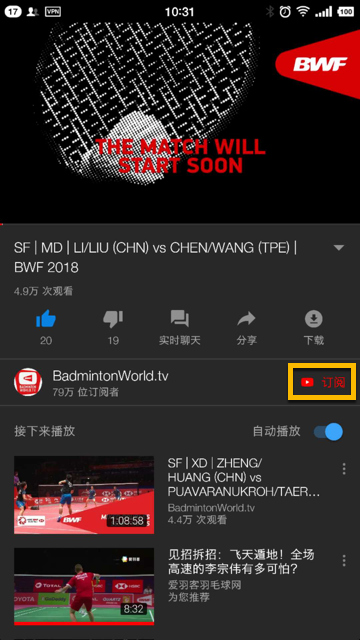 17
VPN
10:31
100
BWF
THE MATCH WILL
START SOON
SF | MD | LI/LIU (CHN) vs CHEN/WANG (TPE) |
BWF 2018
4.9万 次观看
20
19
实时聊天
分享
下载
BadmintonWorld.tv
79万 位订阅者
订阅
接下来播放
自动播放
SF | XD | ZHENG/
HUANG (CHN) vs
PUAVARANUKROH/TAER…
BadmintonWorld.tv
4.4万 次观看
BWF
1:08:58
见招拆招：飞天遁地！全场
高速的李宗伟有多可怕？
爱羽客羽毛球网
为您推荐
8:32